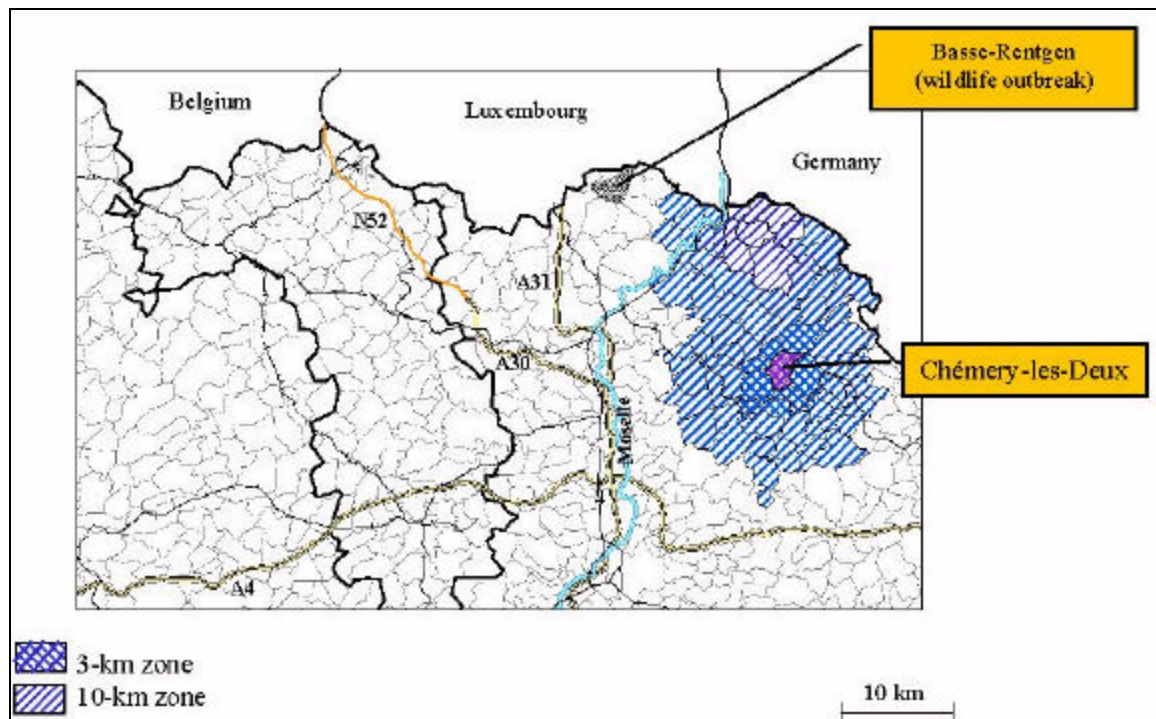 Basse-Rentgen
(wildlife outbreak)
Belgium
Luxembourg
Germany
N52
A31
A30
Chémery-les-Deux
Moselle
A4
3-km zone
10-km zone
10 km